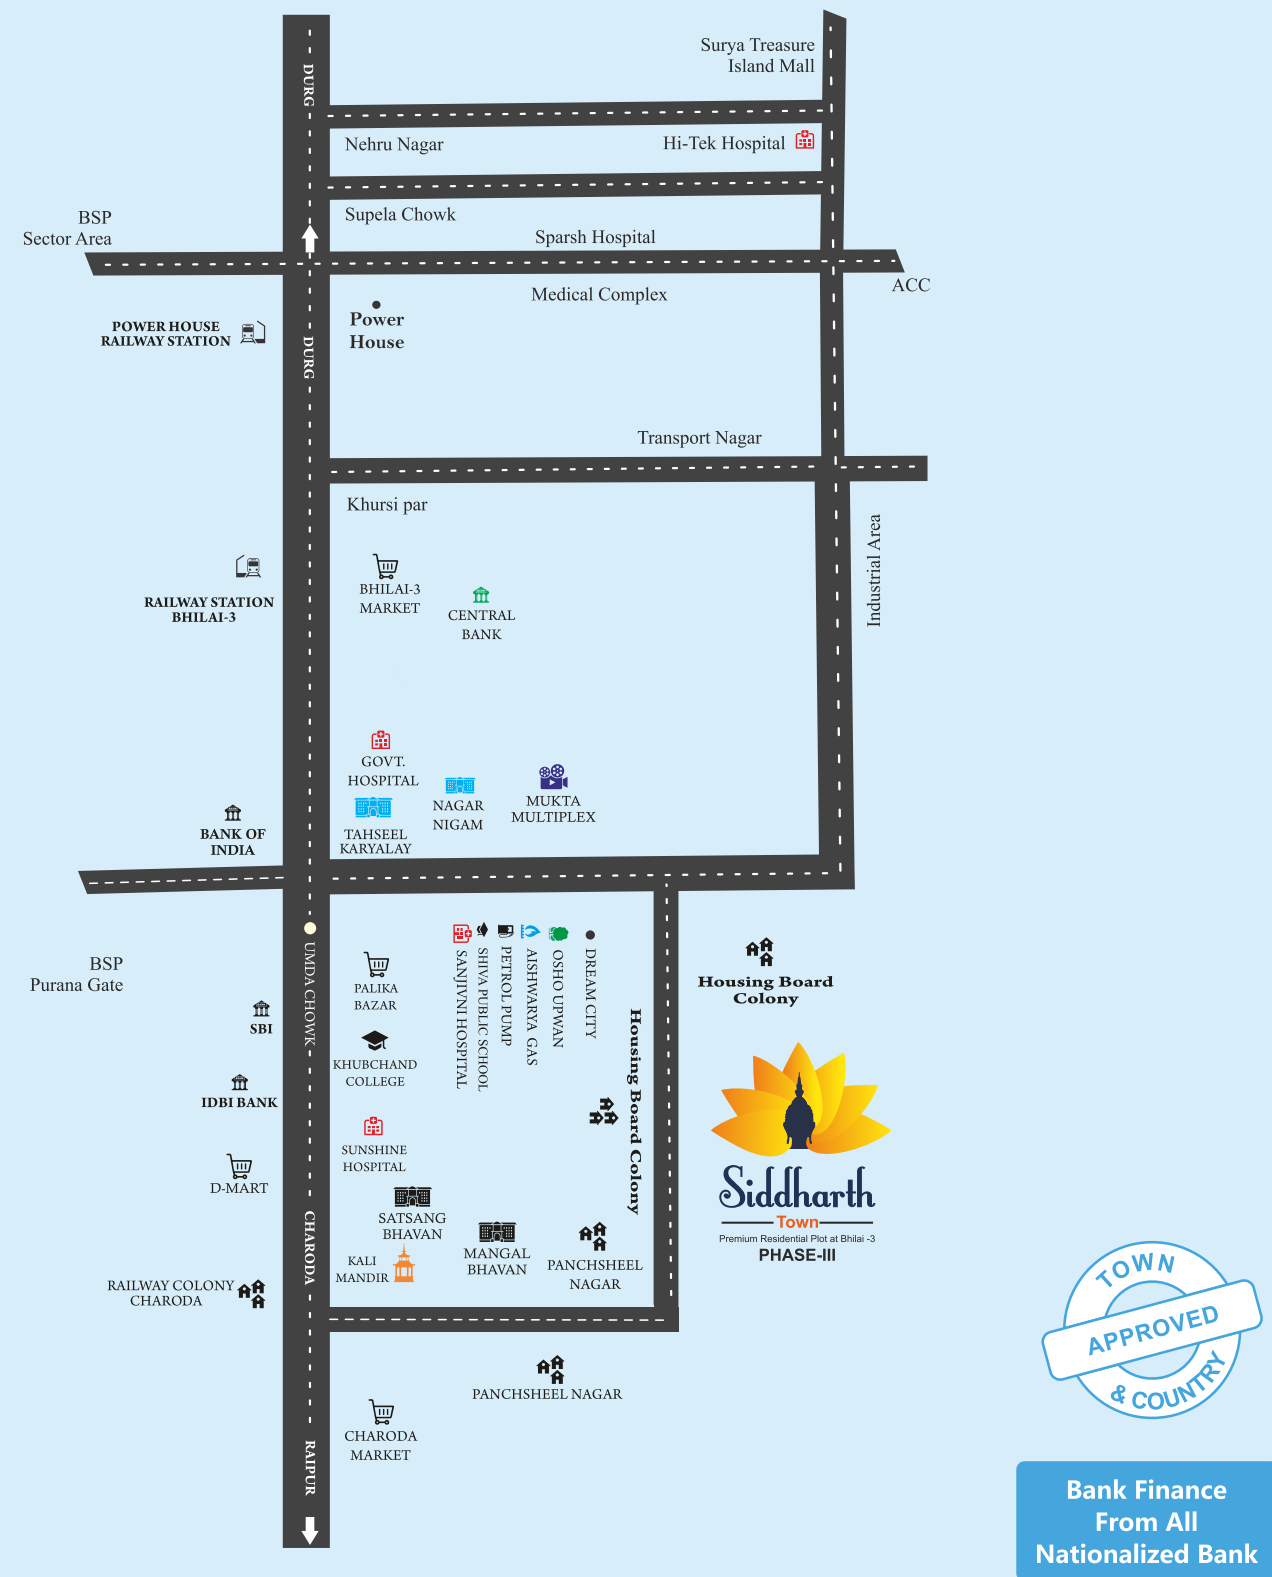 Surya Treasure
Island Mall
DURG
Nehru Nagar
Hi-Tek Hospital
Supela Chowk
BSP
Sector Area
Sparsh Hospital
ACC
Medical Complex
Power
House
POWER HOUSE
RAILWAY STATION
DURG
Transport Nagar
Khursi par
Industrial Area
BHILAI-3
MARKET
CENTRAL
BANK
RAILWAY STATION
BHILAI-3
GOVT.
HOSPITAL
NAGAR
NIGAM
MUKTA
MULTIPLEX
TAHSEEL
KARYALAY
BANK OF
INDIA
UMDA CHOWK
BSP
Purana Gate
PALIKA
BAZAR
SANJIVNI HOSPITAL
SHIVA PUBLIC SCHOOL
PETROL PUMP
AISHWARYA GAS
OSHO UPWAN
DREAM CITY
Housing Board Colony
Housing Board
Colony
SBI
KHUBCHAND
COLLEGE
IDBI BANK
SUNSHINE
HOSPITAL
D-MART
Siddharth
Town
Premium Residential Plot at Bhilai -3
PHASE-III
CHARODA
SATSANG
BHAVAN
MANGAL
BHAVAN
KALI
MANDIR
PANCHSHEEL
NAGAR
RAILWAY COLONY
CHARODA
TOWN
APPROVED
& COUNTRY
PANCHSHEEL NAGAR
CHARODA
MARKET
RAIPUR
Bank Finance
From All
Nationalized Bank